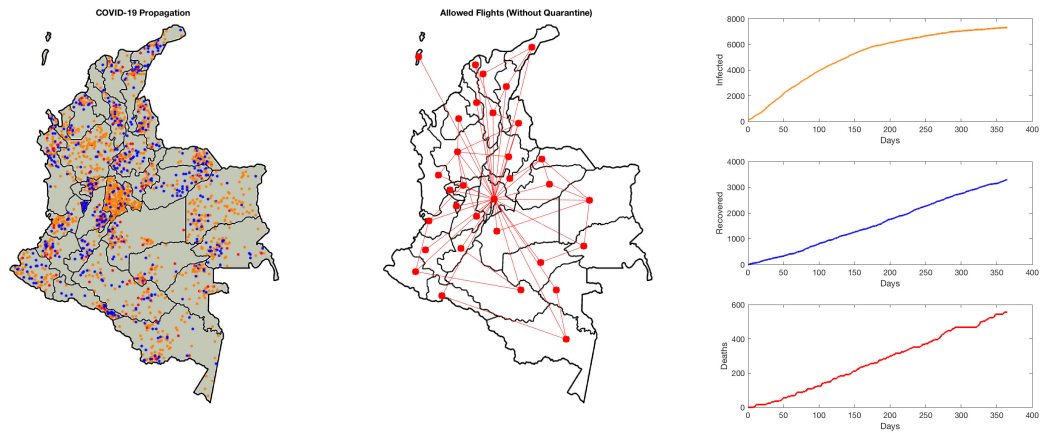 COVID-19 Propagation
Allowed Flights (Without Quarantine)
8000
6000
4000
2000
0
Infected
0 50 100 150 200 250 300 350 400
Days
4000
3000
2000
1000
0
Recovered
0 50 100 150 200 250 300 350 400
Days
600
400
200
0
Deaths
0 50 100 150 200 250 300 350 400
Days